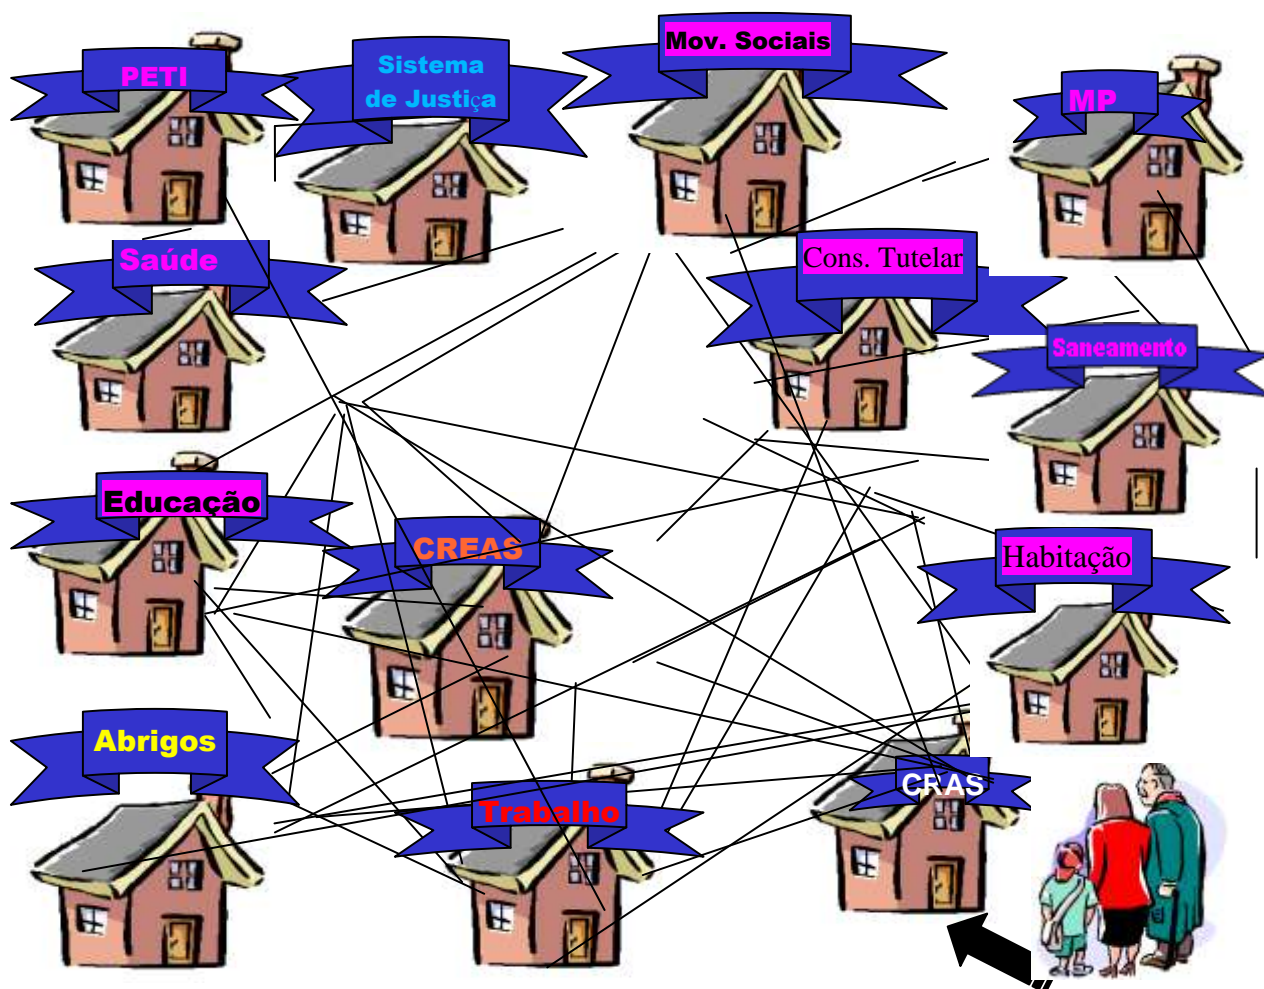 PETI
Sistema
de Justiça
Mov. Sociais
MP
Saúde
Cons. Tutelar
Saneamento
Educação
CREAS
Habitação
Abrigos
Trabalho
CRAS